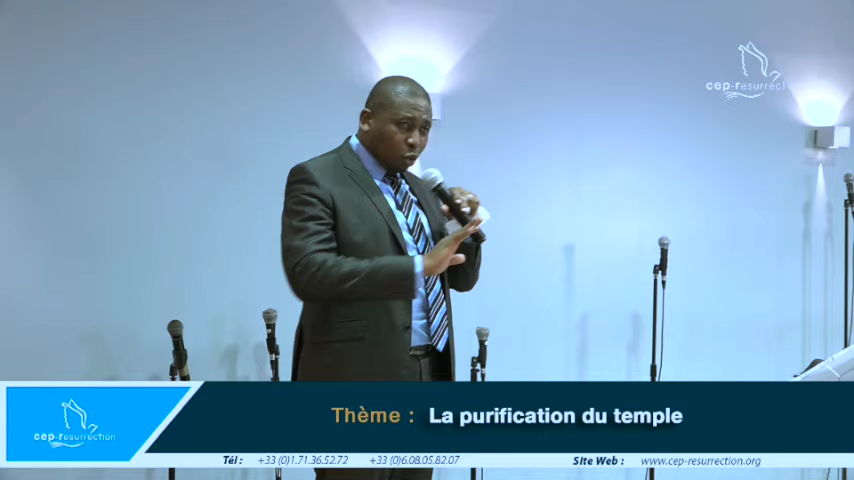 cep-resurrection
Thème : La purification du temple
cep-resurrection
Tél : +33 (0)1.71.36.52.72 +33 (0)6.08.05.82.07 Site Web : www.cep-resurrection.org